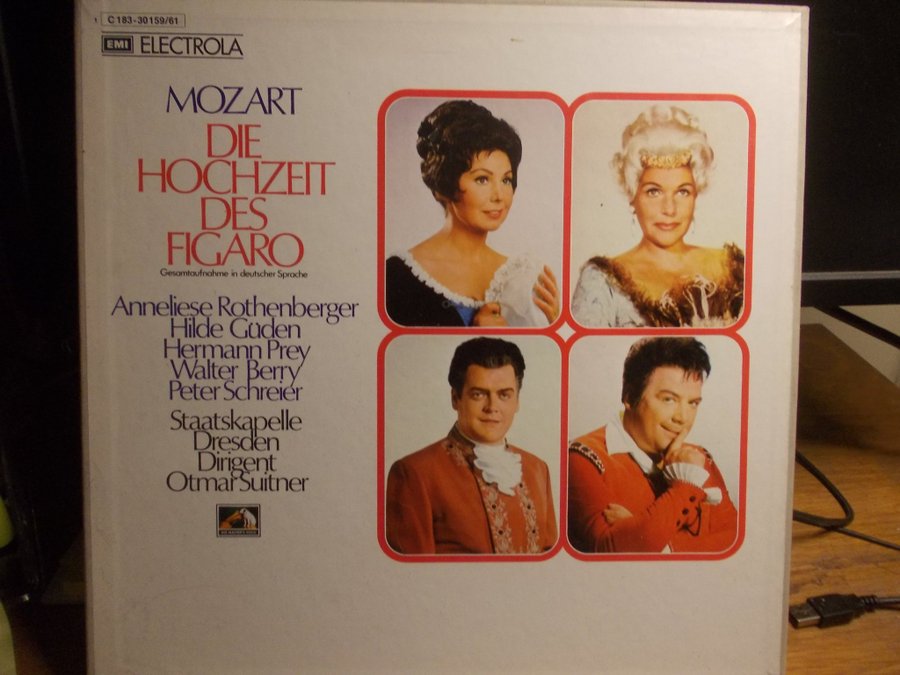 1 C 183-30159/61
EMI ELECTROLA
MOZART
DIE
HOCHZEIT
DES
FIGARO
Gesamtaufnahme in deutscher Sprache
Anneliese Rothenberger
Hilde Güden
Hermann Prey
Walter Berry
Peter Schreier
Staatskapelle
Dresden
Dirigent
Otmar Suitner